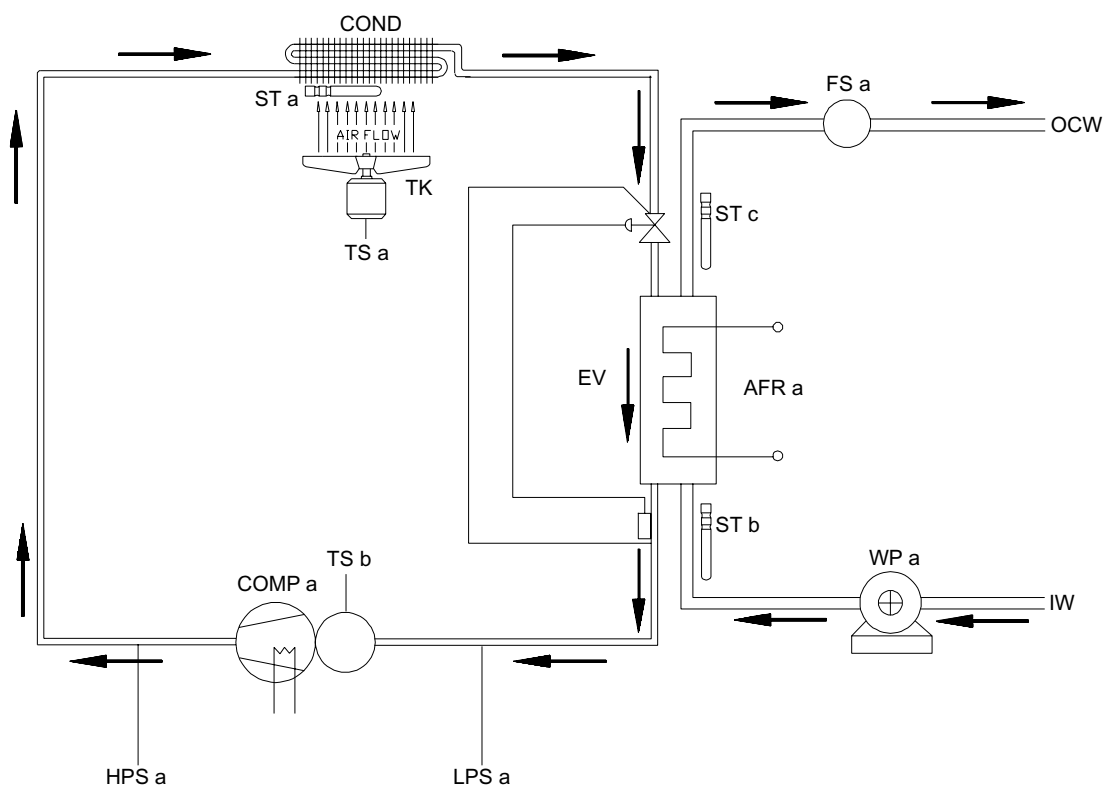 COND
FS a
OCW
ST a
AIR FLOW
TK
ST c
TS a
EV
AFR a
ST b
TS b
COMP a
WP a
IW
HPS a
LPS a